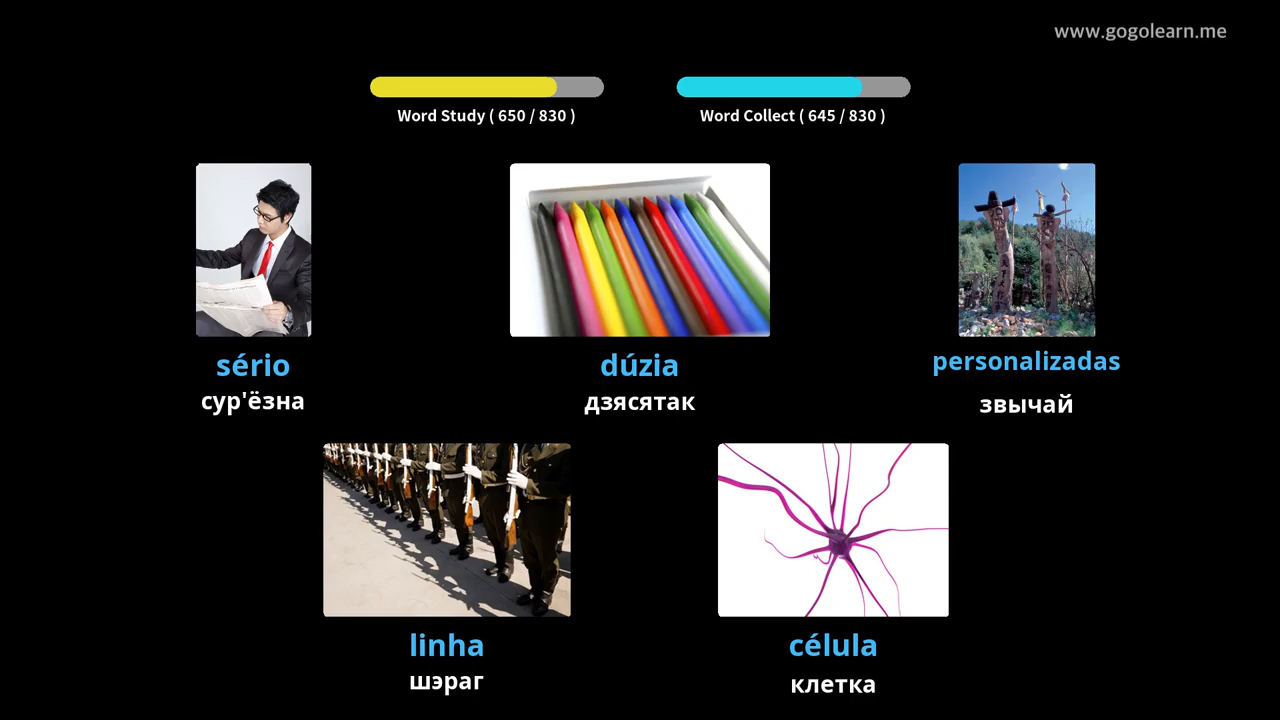 www.gogolearn.me
Word Study ( 650 / 830 )
Word Collect ( 645 / 830 )
sério
сур'ёзна
dúzia
дзясятак
personalizadas
звычай
linha
шэраг
célula
клетка